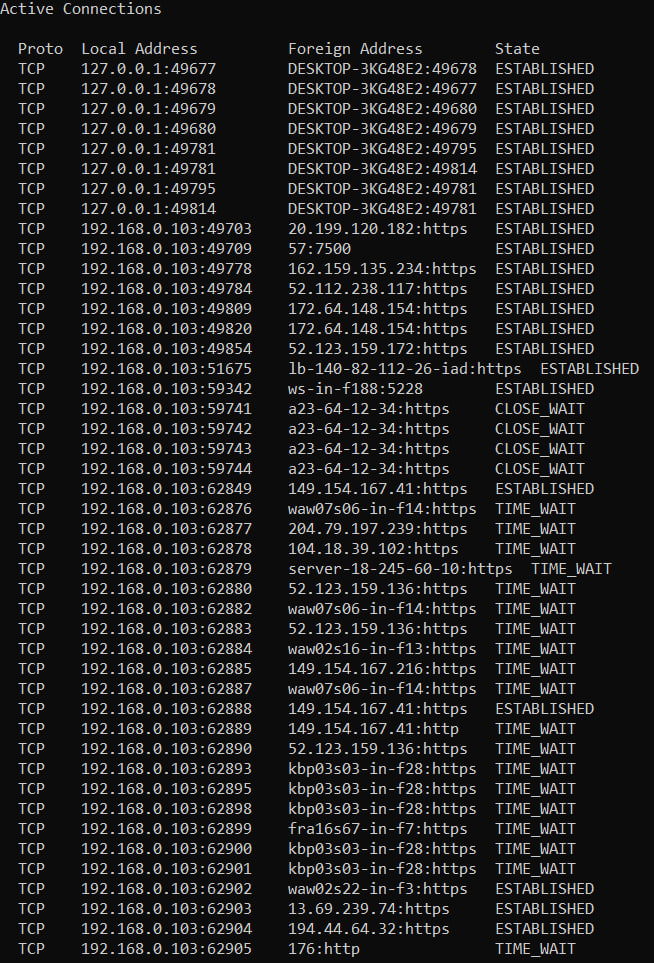 Active Connections
Proto  Local Address          Foreign Address        State
TCP    127.0.0.1:49677        DESKTOP-3KG48E2:49678  ESTABLISHED
TCP    127.0.0.1:49678        DESKTOP-3KG48E2:49677  ESTABLISHED
TCP    127.0.0.1:49679        DESKTOP-3KG48E2:49680  ESTABLISHED
TCP    127.0.0.1:49680        DESKTOP-3KG48E2:49679  ESTABLISHED
TCP    127.0.0.1:49781        DESKTOP-3KG48E2:49795  ESTABLISHED
TCP    127.0.0.1:49781        DESKTOP-3KG48E2:49814  ESTABLISHED
TCP    127.0.0.1:49795        DESKTOP-3KG48E2:49781  ESTABLISHED
TCP    127.0.0.1:49814        DESKTOP-3KG48E2:49781  ESTABLISHED
TCP    192.168.0.103:49703    20.199.120.182:https   ESTABLISHED
TCP    192.168.0.103:49709    57:7500                ESTABLISHED
TCP    192.168.0.103:49778    162.159.135.234:https  ESTABLISHED
TCP    192.168.0.103:49784    52.112.238.117:https   ESTABLISHED
TCP    192.168.0.103:49809    172.64.148.154:https   ESTABLISHED
TCP    192.168.0.103:49820    172.64.148.154:https   ESTABLISHED
TCP    192.168.0.103:49854    52.123.159.172:https   ESTABLISHED
TCP    192.168.0.103:51675    lb-140-82-112-26-iad:https  ESTABLISHED
TCP    192.168.0.103:59342    ws-in-f188:5228        ESTABLISHED
TCP    192.168.0.103:59741    a23-64-12-34:https     CLOSE_WAIT
TCP    192.168.0.103:59742    a23-64-12-34:https     CLOSE_WAIT
TCP    192.168.0.103:59743    a23-64-12-34:https     CLOSE_WAIT
TCP    192.168.0.103:59744    a23-64-12-34:https     CLOSE_WAIT
TCP    192.168.0.103:62849    149.154.167.41:https   ESTABLISHED
TCP    192.168.0.103:62876    waw07s06-in-f14:https  TIME_WAIT
TCP    192.168.0.103:62877    204.79.197.239:https   TIME_WAIT
TCP    192.168.0.103:62878    104.18.39.102:https    TIME_WAIT
TCP    192.168.0.103:62879    server-18-245-60-10:https  TIME_WAIT
TCP    192.168.0.103:62880    52.123.159.136:https   TIME_WAIT
TCP    192.168.0.103:62882    waw07s06-in-f14:https  TIME_WAIT
TCP    192.168.0.103:62883    52.123.159.136:https   TIME_WAIT
TCP    192.168.0.103:62884    waw02s16-in-f13:https  TIME_WAIT
TCP    192.168.0.103:62885    149.154.167.216:https  TIME_WAIT
TCP    192.168.0.103:62887    waw07s06-in-f14:https  TIME_WAIT
TCP    192.168.0.103:62888    149.154.167.41:https   ESTABLISHED
TCP    192.168.0.103:62889    149.154.167.41:http    TIME_WAIT
TCP    192.168.0.103:62890    52.123.159.136:https   TIME_WAIT
TCP    192.168.0.103:62893    kbp03s03-in-f28:https  TIME_WAIT
TCP    192.168.0.103:62895    kbp03s03-in-f28:https  TIME_WAIT
TCP    192.168.0.103:62898    kbp03s03-in-f28:https  TIME_WAIT
TCP    192.168.0.103:62899    fra16s67-in-f7:https   TIME_WAIT
TCP    192.168.0.103:62900    kbp03s03-in-f28:https  TIME_WAIT
TCP    192.168.0.103:62901    kbp03s03-in-f28:https  TIME_WAIT
TCP    192.168.0.103:62902    waw02s22-in-f3:https   ESTABLISHED
TCP    192.168.0.103:62903    13.69.239.74:https     ESTABLISHED
TCP    192.168.0.103:62904    194.44.64.32:https     ESTABLISHED
TCP    192.168.0.103:62905    176:http               TIME_WAIT